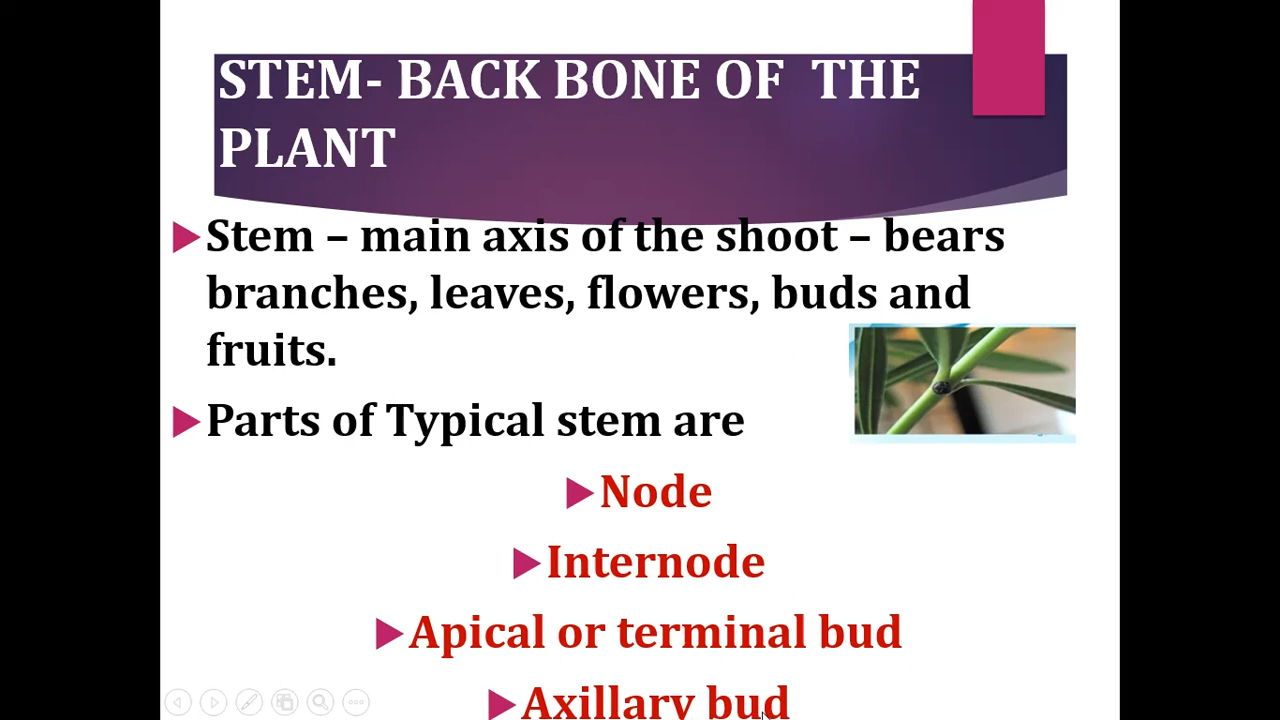 STEM- BACK BONE OF THE
PLANT
Stem – main axis of the shoot – bears
branches, leaves, flowers, buds and
fruits.
Parts of Typical stem are
Node
Internode
Apical or terminal bud
Axillary bud